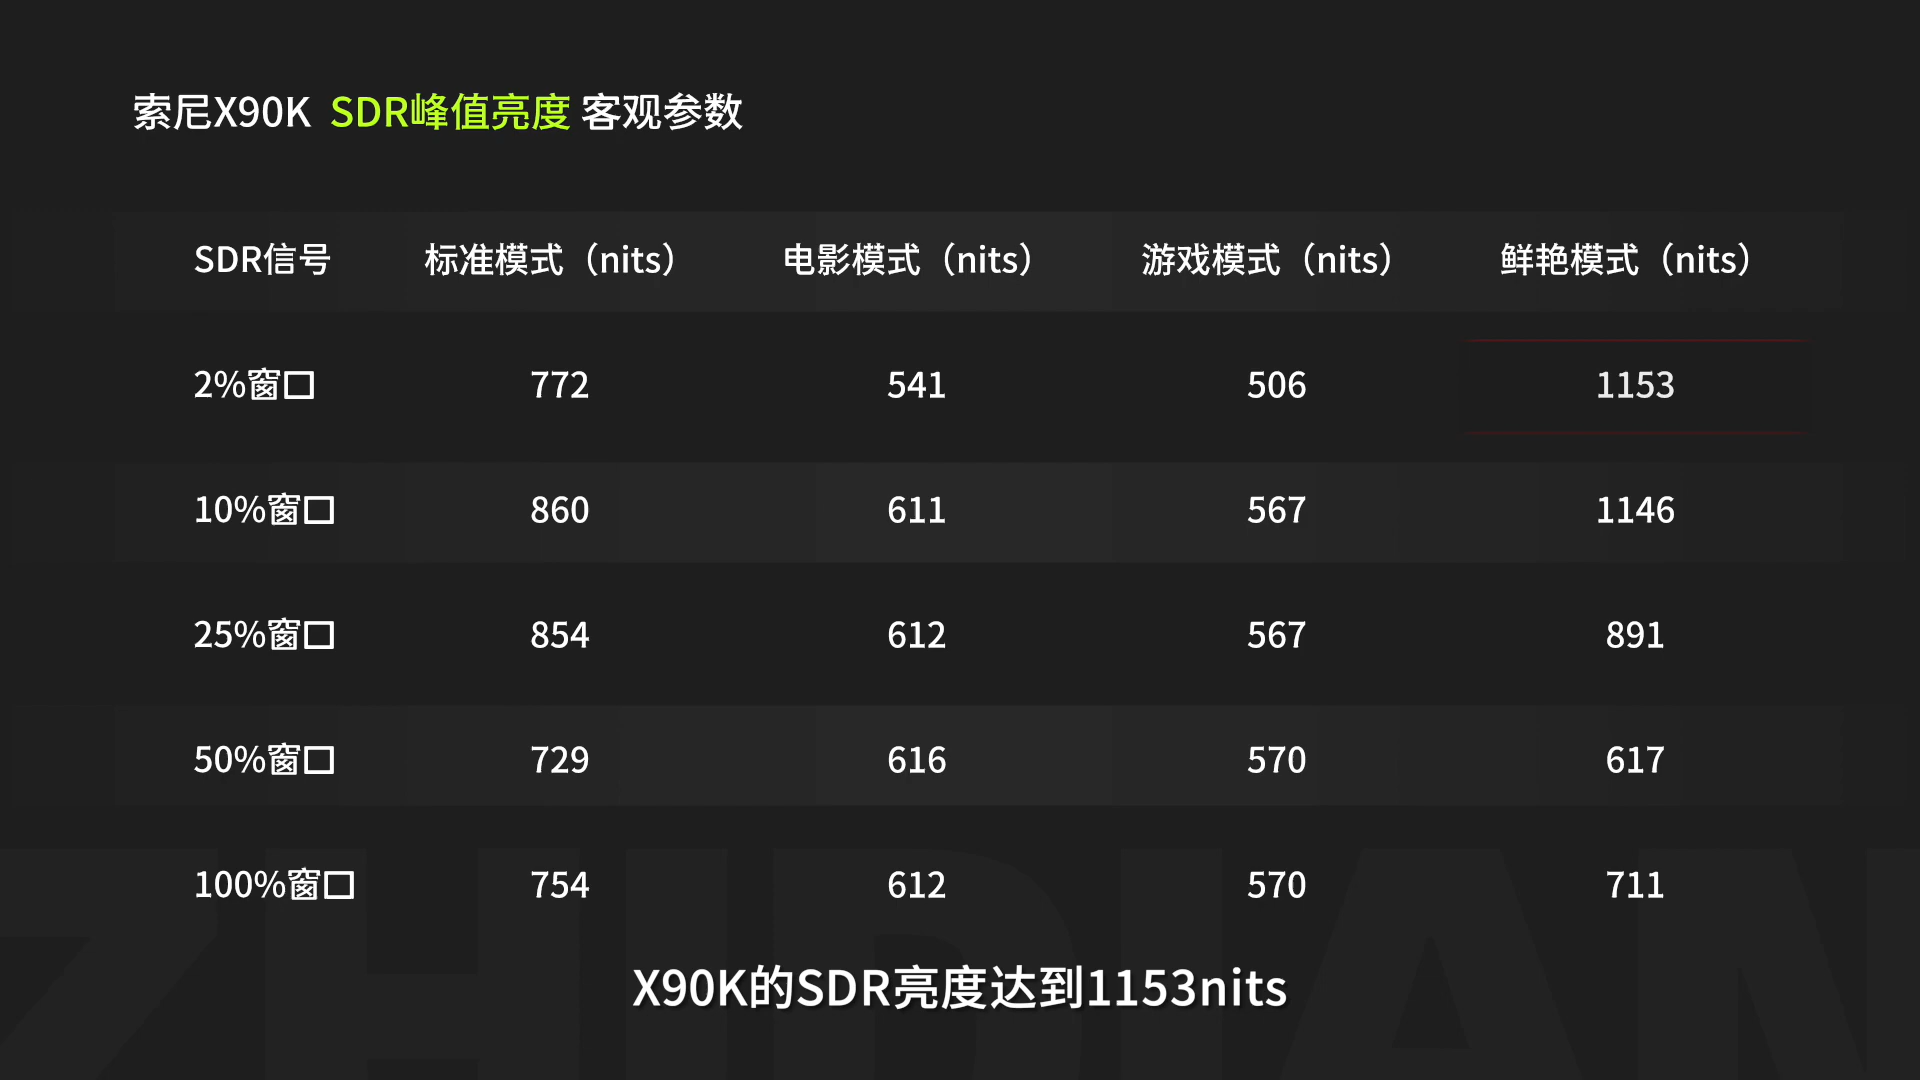 索尼X90K SDR峰值亮度 客观参数
SDR信号 标准模式（nits） 电影模式（nits） 游戏模式（nits） 鲜艳模式（nits）
2%窗口 772 541 506 1153
10%窗口 860 611 567 1146
25%窗口 854 612 567 891
50%窗口 729 616 570 617
100%窗口 754 612 570 711
ZHIDIAN
X90K的SDR亮度达到1153nits